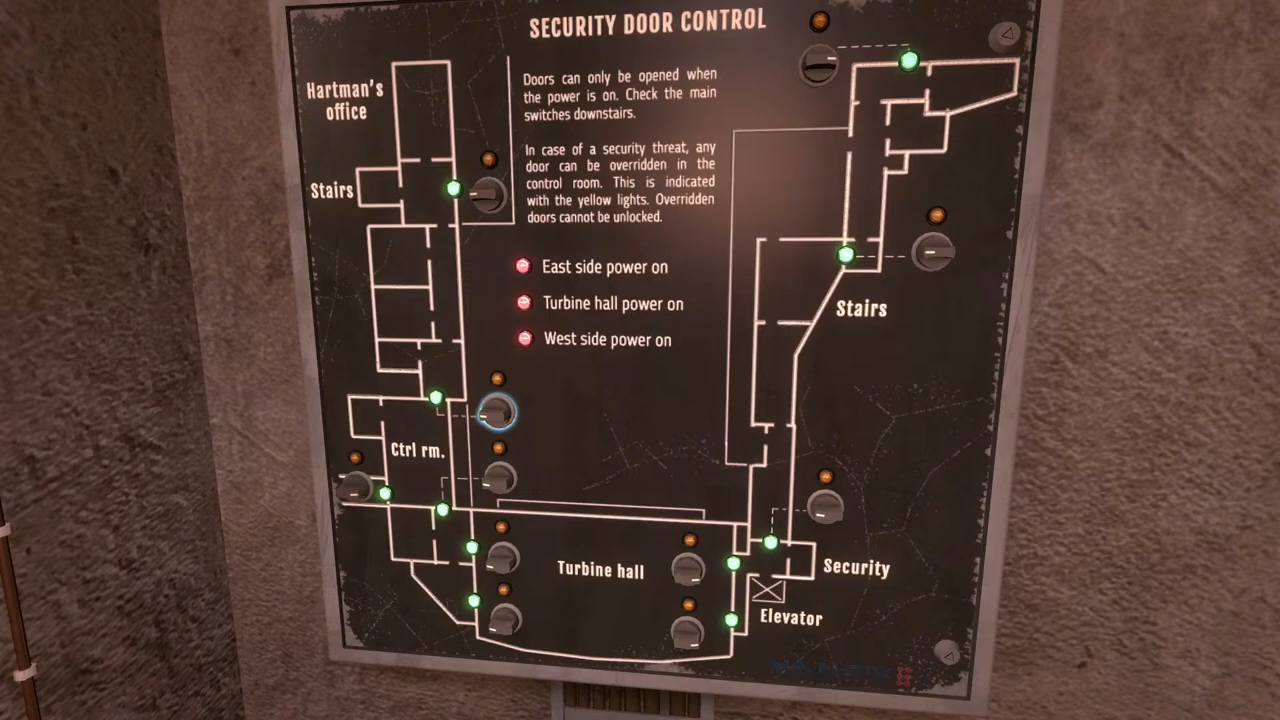 SECURITY DOOR CONTROL
Hartman's
office
Doors can only be opened when
the power is on. Check the main
switches downstairs.
In case of a security threat, any
door can be overridden in the
control room. This is indicated
with the yellow lights. Overridden
doors cannot be unlocked.
Stairs
East side power on
Turbine hall power on
West side power on
Stairs
Ctrl rm.
Turbine hall
Security
Elevator